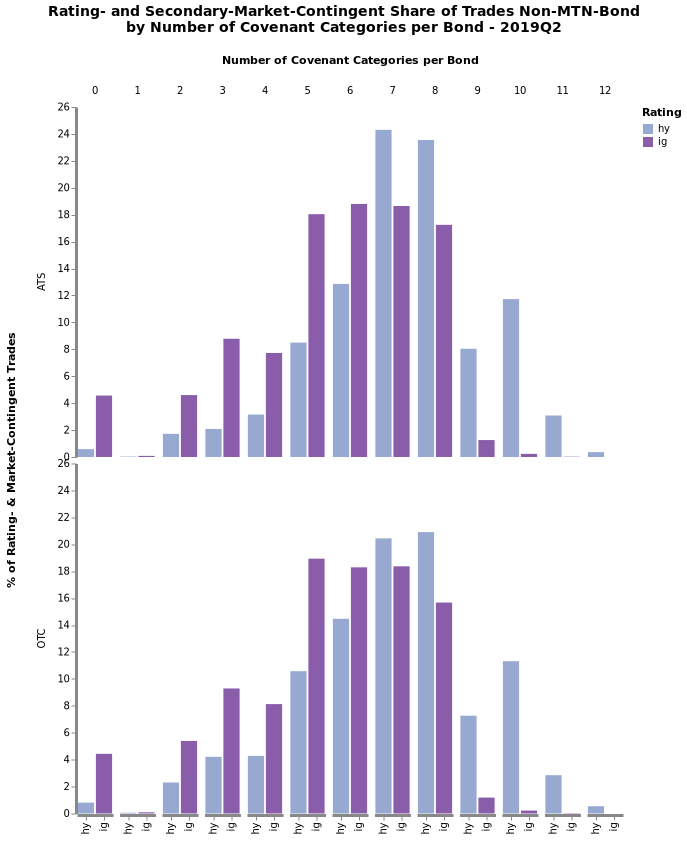 Rating- and Secondary-Market-Contingent Share of Trades Non-MTN-Bond
by Number of Covenant Categories per Bond - 2019Q2
Number of Covenant Categories per Bond
0 1 2 3 4 5 6 7 8 9 10 11 12
Rating
hy
ig
% of Rating- & Market-Contingent Trades
ATS
26
24
22
20
18
16
14
12
10
8
6
4
2
0
OTC
26
24
22
20
18
16
14
12
10
8
6
4
2
0
hy ig hy ig hy ig hy ig hy ig hy ig hy ig hy ig hy ig hy ig hy ig hy ig hy ig